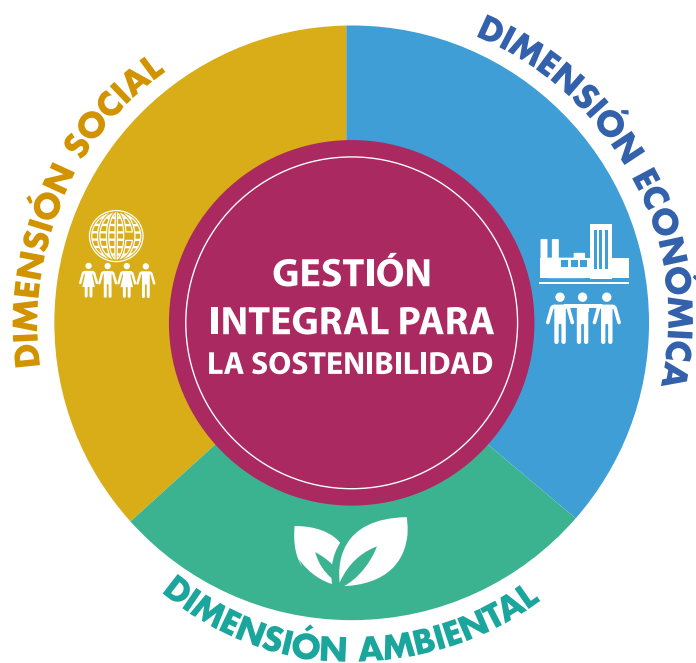 DIMENSIÓN SOCIAL
DIMENSIÓN ECONÓMICA
GESTIÓN
INTEGRAL PARA
LA SOSTENIBILIDAD
DIMENSIÓN AMBIENTAL